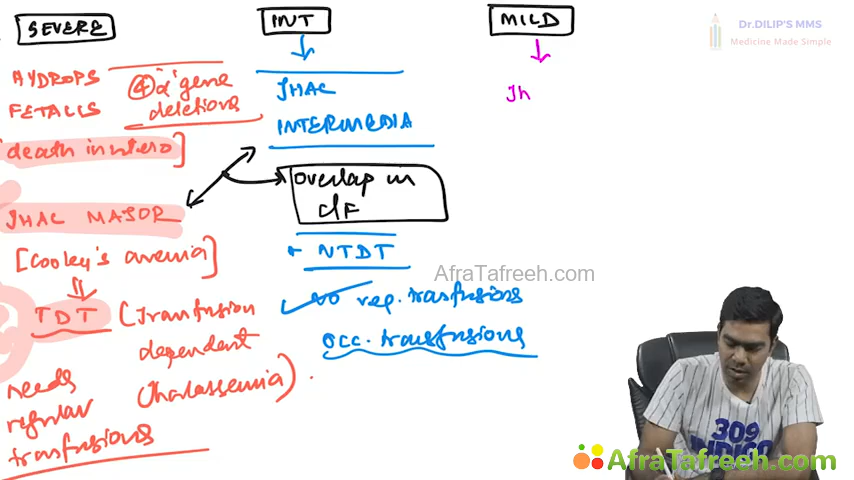 SEVERE
HYDROPS
FETALIS
④ "α" gene
deletions
[death in utero]
THAL MAJOR
[Cooley's anemia]
TDT (Transfusion
dependent
thalassemia).
needs
regular
transfusions
INT
THAL
INTERMEDIA
overlap in
c/F
NTDT
No reg. transfusions
occ. transfusions
MILD
Th
Dr.DILIP'S MMS
Medicine Made Simple
AfraTafreeh.com
309
INDIGO
AfraTafreeh.com